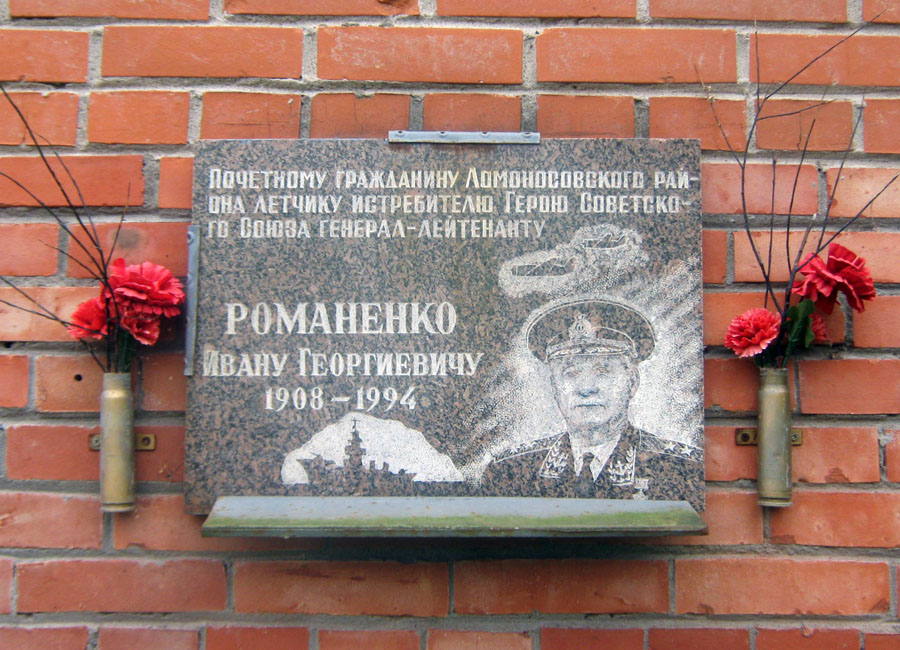 Почетному гражданину Ломоносовского рай-
она летчику истребителю Герою Советско-
го Союза генерал-лейтенанту
Романенко
Ивану Георгиевичу
1908 – 1994